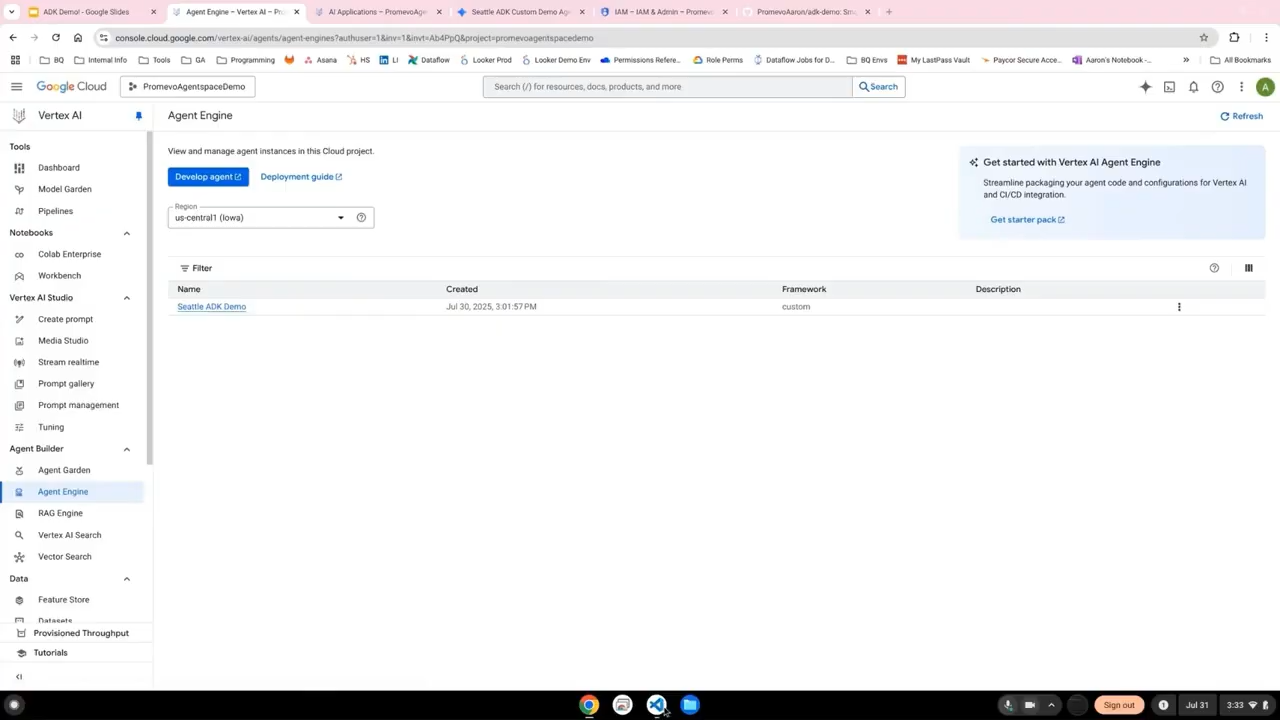 ADK Demo! - Google Slides
Agent Engine – Vertex AI – Pro
AI Applications – PromevoAge
Seattle ADK Custom Demo Age
IAM – IAM & Admin – Promevo
PromevoAaron/adk-demo: Sm
console.cloud.google.com/vertex-ai/agents/agent-engines?authuser=1&inv=1&invt=Ab4PpQ&project=promevoagentspacedemo
BQ
Internal Info
Tools
GA
Programming
Asana
HS
LI
Dataflow
Looker Prod
Looker Demo Env
Permissions Refere...
Role Perms
Dataflow Jobs for D...
BQ Envs
My LastPass Vault
Paycor Secure Acce...
Aaron's Notebook -...
All Bookmarks
Google Cloud
PromevoAgentspaceDemo
Search (/) for resources, docs, products, and more
Search
A
Vertex AI
Agent Engine
Refresh
Tools
Dashboard
Model Garden
Pipelines
Notebooks
Colab Enterprise
Workbench
Vertex AI Studio
Create prompt
Media Studio
Stream realtime
Prompt gallery
Prompt management
Tuning
Agent Builder
Agent Garden
Agent Engine
RAG Engine
Vertex AI Search
Vector Search
Data
Feature Store
Datasets
Provisioned Throughput
Tutorials
View and manage agent instances in this Cloud project.
Develop agent
Deployment guide
Region
us-central1 (Iowa)
Get started with Vertex AI Agent Engine
Streamline packaging your agent code and configurations for Vertex AI
and CI/CD integration.
Get starter pack
Filter
Name Created Framework Description
Seattle ADK Demo Jul 30, 2025, 3:01:57 PM custom
Sign out
Jul 31
3:33